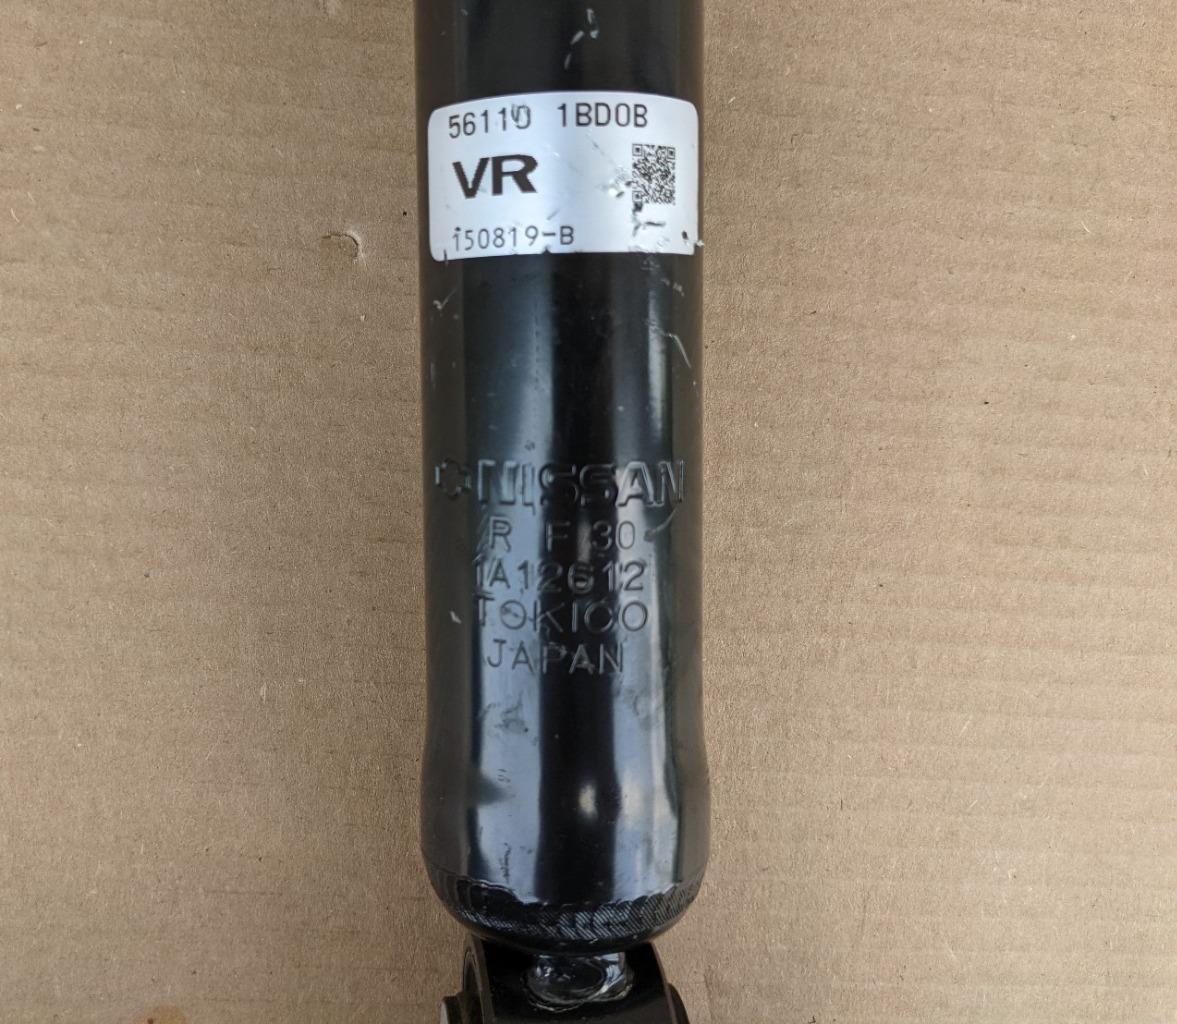 56110 1BD0B
VR
150819-B
NISSAN
R F 30
1A12612
TOKICO
JAPAN